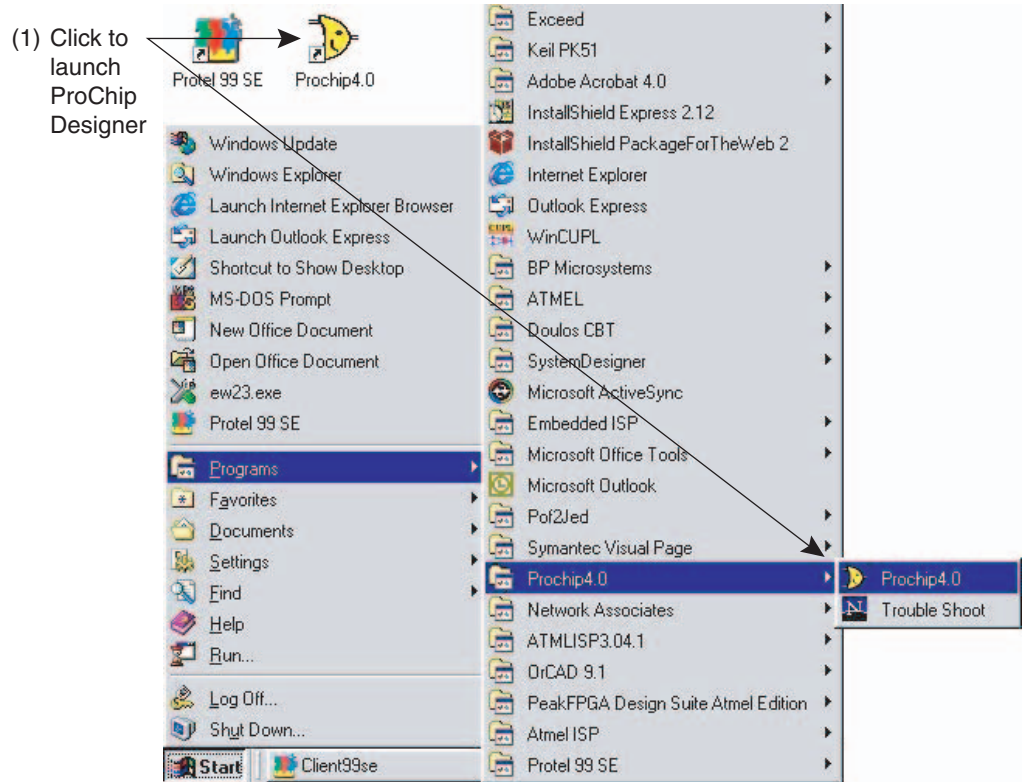 (1) Click to
launch
ProChip
Designer
Protel 99 SE
Prochip4.0
Windows Update
Windows Explorer
Launch Internet Explorer Browser
Launch Outlook Express
Shortcut to Show Desktop
MS-DOS Prompt
New Office Document
Open Office Document
ew23.exe
Protel 99 SE
Programs
Favorites
Documents
Settings
Find
Help
Run...
Log Off...
Shut Down...
Start
Client99se
Exceed
Keil PK51
Adobe Acrobat 4.0
InstallShield Express 2.12
InstallShield PackageForTheWeb 2
Internet Explorer
Outlook Express
CUPL
WinCUPL
BP Microsystems
ATMEL
Doulos CBT
SystemDesigner
Microsoft ActiveSync
Embedded ISP
Microsoft Office Tools
Microsoft Outlook
Pof2Jed
Symantec Visual Page
Prochip4.0
Network Associates
ATMLISP3.04.1
OrCAD 9.1
PeakFPGA Design Suite Atmel Edition
Atmel ISP
Protel 99 SE
Prochip4.0
N
Trouble Shoot